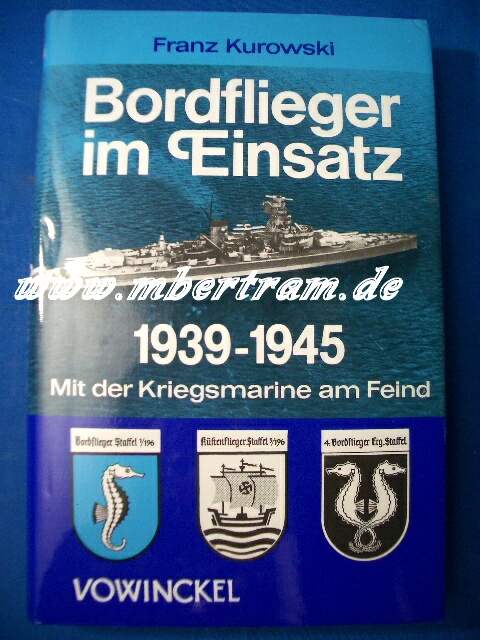 Franz Kurowski
Bordflieger
im Einsatz
www.mbertram.de
1939-1945
Mit der Kriegsmarine am Feind
Bordflieger Staffel 1/196
Küstenflieger Staffel 2/196
4. Bordflieger Erg. Staffel
VOWINCKEL